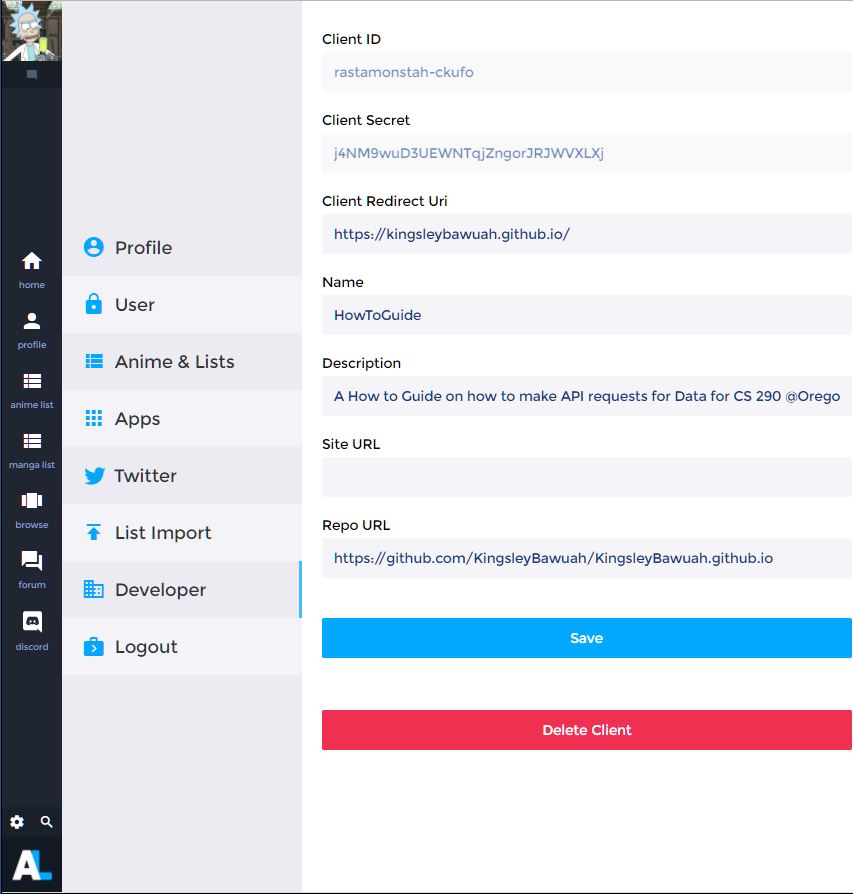 home
profile
anime list
manga list
browse
forum
discord
AL
Profile
User
Anime & Lists
Apps
Twitter
List Import
Developer
Logout
Client ID
rastamonstah-ckufo
Client Secret
j4NM9wuD3UEWNTqjZngorJRJWVXLXj
Client Redirect Uri
https://kingsleybawuah.github.io/
Name
HowToGuide
Description
A How to Guide on how to make API requests for Data for CS 290 @Orego
Site URL
Repo URL
https://github.com/KingsleyBawuah/KingsleyBawuah.github.io
Save
Delete Client